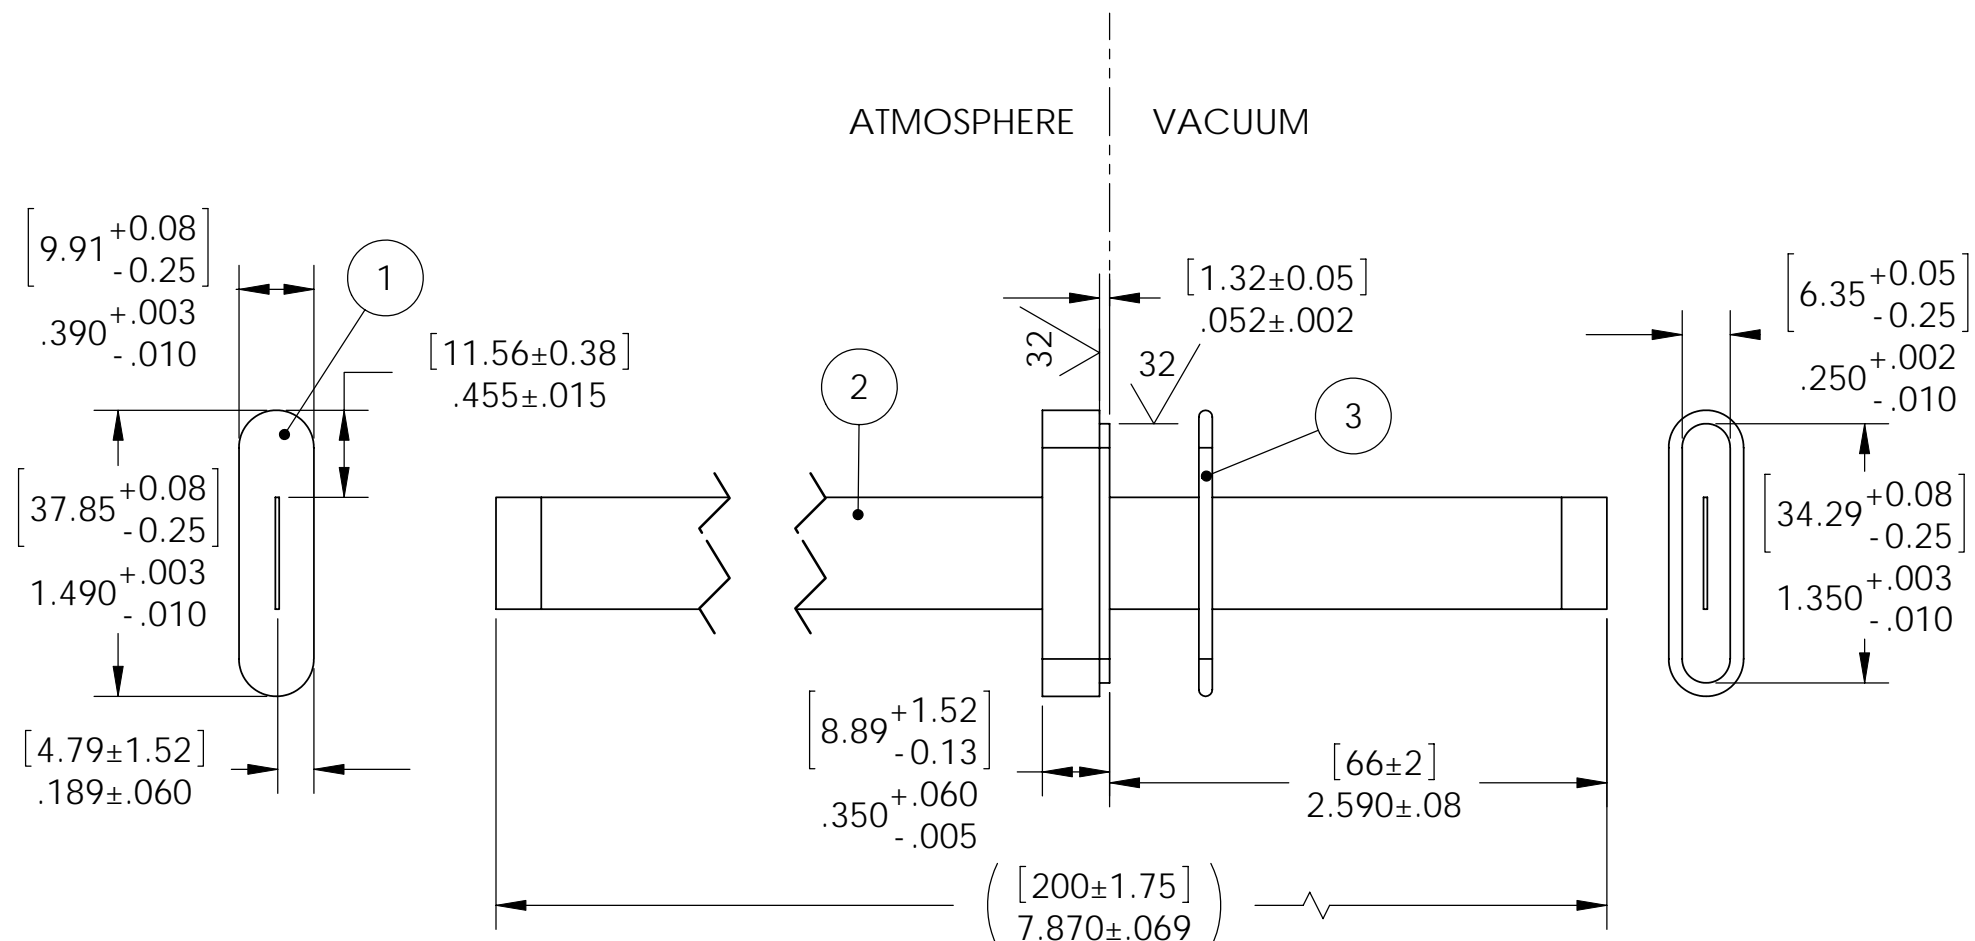 ATMOSPHERE
VACUUM
[9.91 +0.08 -0.25]
.390 +.003 -.010
1
[11.56±0.38]
.455±.015
2
32
[1.32±0.05]
.052±.002
32
3
[6.35 +0.05 -0.25]
.250 +.002 -.010
[37.85 +0.08 -0.25]
1.490 +.003 -.010
[34.29 +0.08 -0.25]
1.350 +.003 -.010
[4.79±1.52]
.189±.060
[8.89 +1.52 -0.13]
.350 +.060 -.005
[66±2]
2.590±.08
([200±1.75]
7.870±.069)